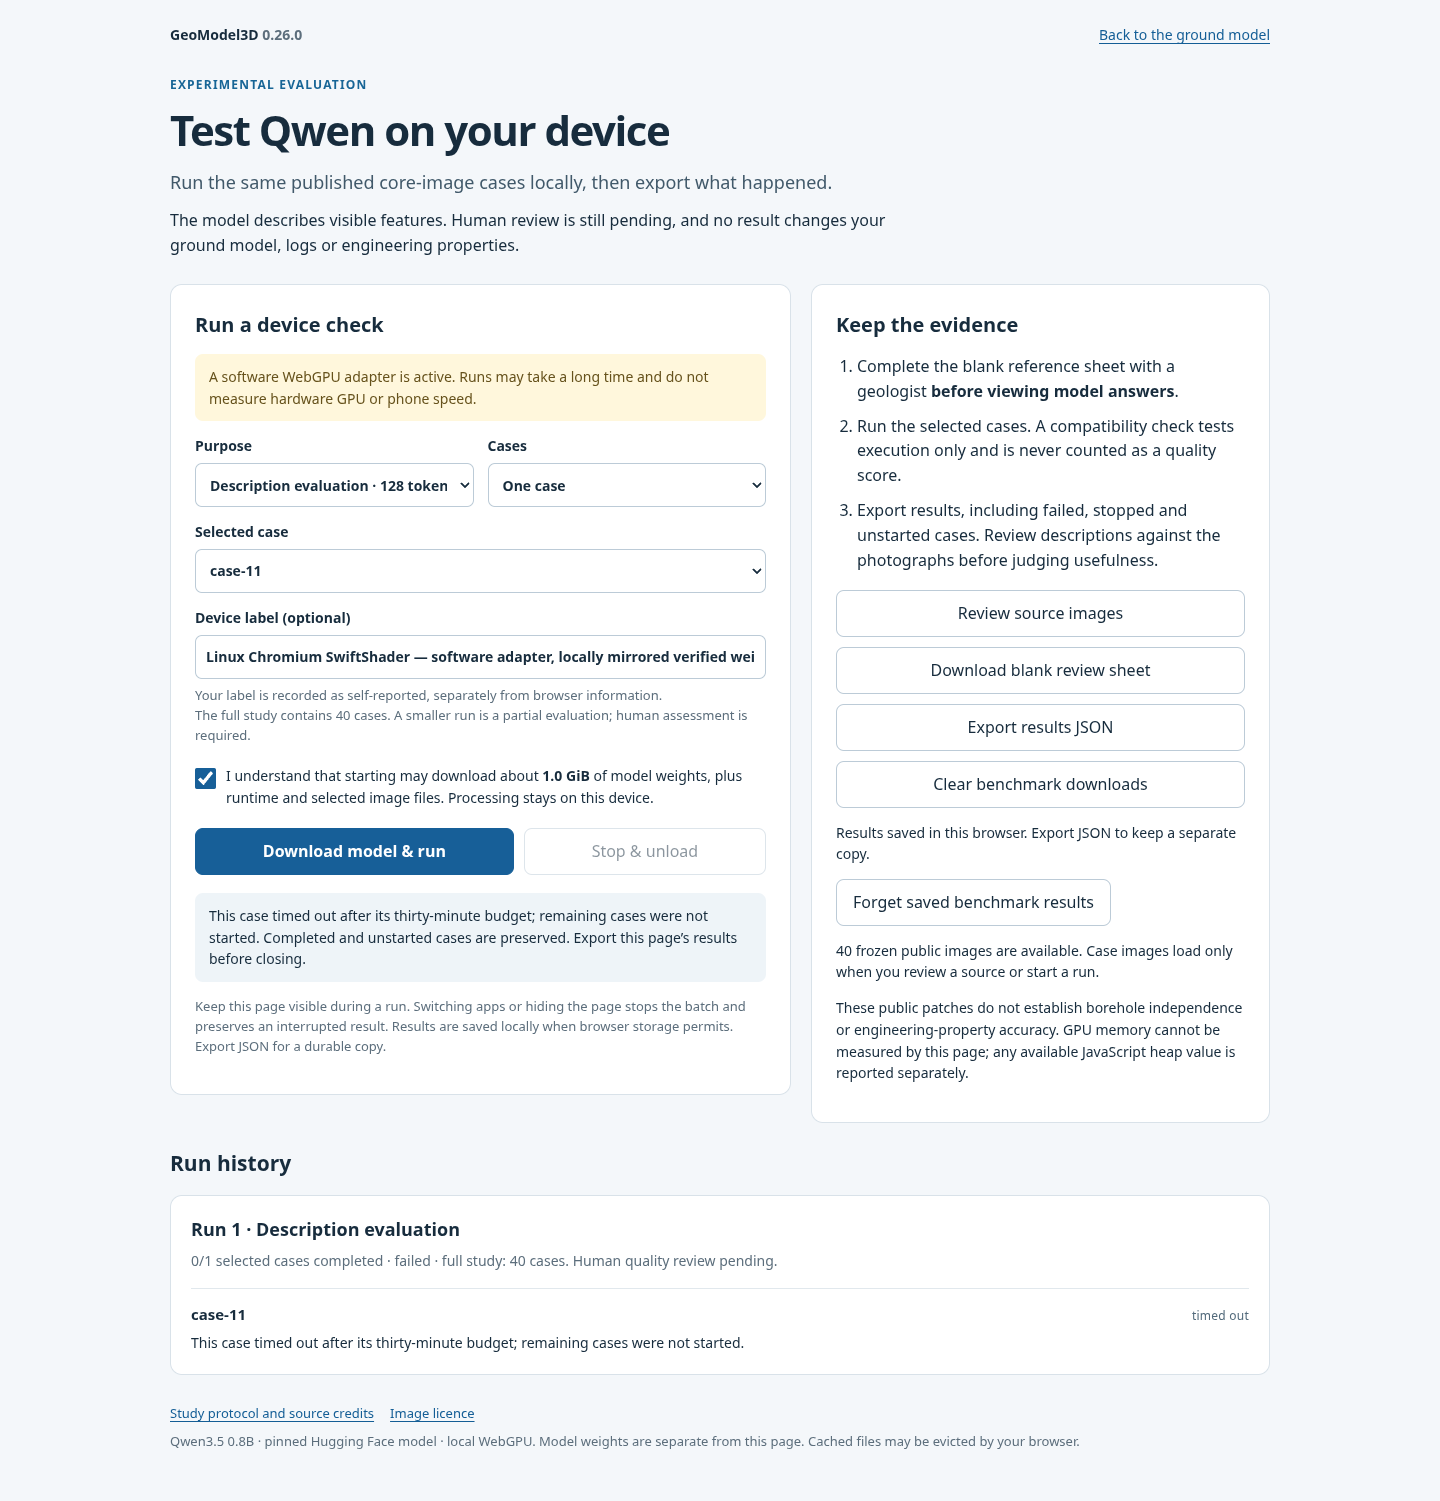 GeoModel3D 0.26.0
Back to the ground model
EXPERIMENTAL EVALUATION
Test Qwen on your device
Run the same published core-image cases locally, then export what happened.
The model describes visible features. Human review is still pending, and no result changes your
ground model, logs or engineering properties.
Run a device check
A software WebGPU adapter is active. Runs may take a long time and do not
measure hardware GPU or phone speed.
Purpose
Cases
Description evaluation · 128 token
One case
Selected case
case-11
Device label (optional)
Linux Chromium SwiftShader — software adapter, locally mirrored verified wei
Your label is recorded as self-reported, separately from browser information.
The full study contains 40 cases. A smaller run is a partial evaluation; human assessment is
required.
I understand that starting may download about 1.0 GiB of model weights, plus
runtime and selected image files. Processing stays on this device.
Download model & run
Stop & unload
This case timed out after its thirty-minute budget; remaining cases were not
started. Completed and unstarted cases are preserved. Export this page’s results
before closing.
Keep this page visible during a run. Switching apps or hiding the page stops the batch and
preserves an interrupted result. Results are saved locally when browser storage permits.
Export JSON for a durable copy.
Keep the evidence
1. Complete the blank reference sheet with a
geologist before viewing model answers.
2. Run the selected cases. A compatibility check tests
execution only and is never counted as a quality
score.
3. Export results, including failed, stopped and
unstarted cases. Review descriptions against the
photographs before judging usefulness.
Review source images
Download blank review sheet
Export results JSON
Clear benchmark downloads
Results saved in this browser. Export JSON to keep a separate
copy.
Forget saved benchmark results
40 frozen public images are available. Case images load only
when you review a source or start a run.
These public patches do not establish borehole independence
or engineering-property accuracy. GPU memory cannot be
measured by this page; any available JavaScript heap value is
reported separately.
Run history
Run 1 · Description evaluation
0/1 selected cases completed · failed · full study: 40 cases. Human quality review pending.
case-11
timed out
This case timed out after its thirty-minute budget; remaining cases were not started.
Study protocol and source credits
Image licence
Qwen3.5 0.8B · pinned Hugging Face model · local WebGPU. Model weights are separate from this page. Cached files may be evicted by your browser.